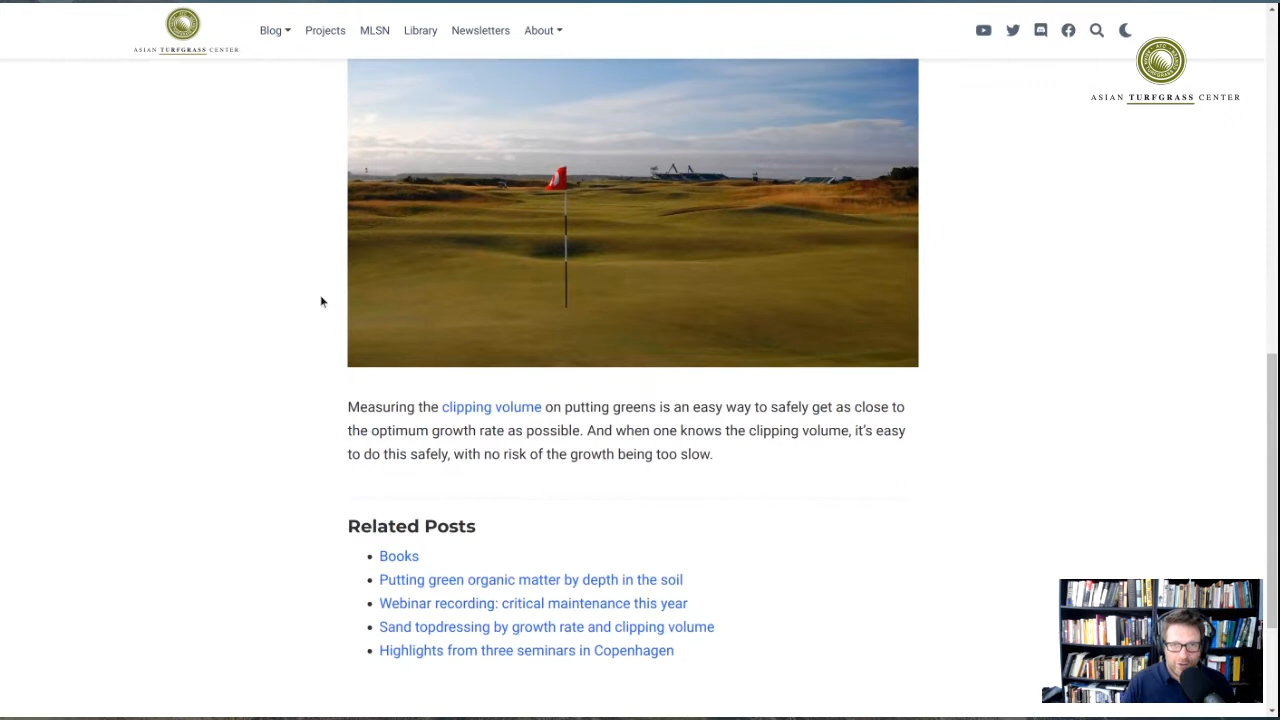 Blog Projects MLSN Library Newsletters About
ASIAN TURFGRASS CENTER
ASIAN TURFGRASS CENTER
Measuring the clipping volume on putting greens is an easy way to safely get as close to
the optimum growth rate as possible. And when one knows the clipping volume, it's easy
to do this safely, with no risk of the growth being too slow.
Related Posts
Books
Putting green organic matter by depth in the soil
Webinar recording: critical maintenance this year
Sand topdressing by growth rate and clipping volume
Highlights from three seminars in Copenhagen